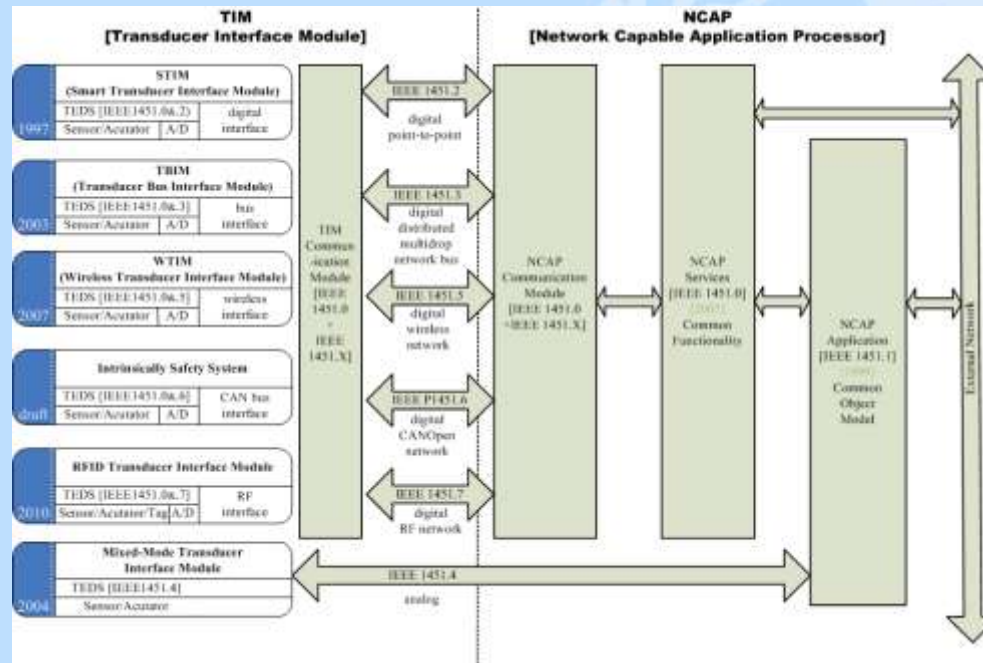 TIM
[Transducer Interface Module]
NCAP
[Network Capable Application Processor]
1997
STIM
(Smart Transducer Interface Module)
TEDS [IEEE1451.0&.2)
Sensor/Acutator
A/D
digital
interface
2003
TBIM
(Transducer Bus Interface Module)
TEDS [IEEE1451.0&.3]
Sensor/Acutator
A/D
bus
interface
2007
WTIM
(Wireless Transducer Interface Module)
TEDS [IEEE1451.0&.5]
Sensor/Acutator
A/D
wireless
interface
draft
Intrinsically Safety System
TEDS [IEEE1451.0&.6]
Sensor/Acutator
A/D
CAN bus
interface
2010
RFID Transducer Interface Module
TEDS [IEEE1451.0&.7]
Sensor/Acutator/Tag
A/D
RF
interface
2004
Mixed-Mode Transducer
Interface Module
TEDS [IEEE1451.4]
Sensor/Acutator
TIM
Commun
-ication
Module
[IEEE
1451.0
+
IEEE
1451.X]
IEEE 1451.2
digital
point-to-point
IEEE 1451.3
digital
distributed
multidrop
network bus
IEEE 1451.5
digital
wireless
network
IEEE P1451.6
digital
CANOpen
network
IEEE 1451.7
digital
RF network
IEEE 1451.4
analog
NCAP
Communication
Module
[IEEE 1451.0
+IEEE 1451.X]
NCAP
Services
[IEEE 1451.0]
Common
Functionality
NCAP
Application
[IEEE 1451.1]
Common
Object
Model
External Network